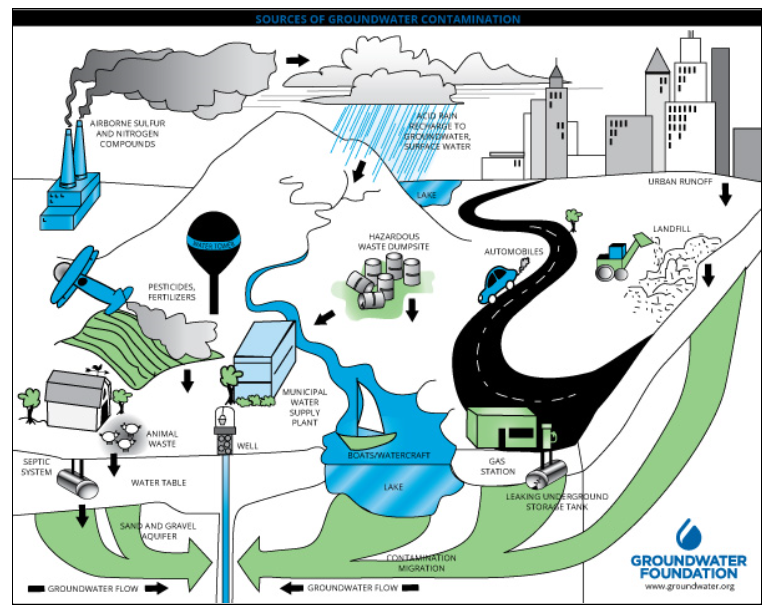 SOURCES OF GROUNDWATER CONTAMINATION
AIRBORNE SULFUR
AND NITROGEN
COMPOUNDS
ACID RAIN
RECHARGE TO
GROUNDWATER,
SURFACE WATER
LAKE
URBAN RUNOFF
WATER TOWER
HAZARDOUS
WASTE DUMPSITE
AUTOMOBILES
LANDFILL
PESTICIDES,
FERTILIZERS
MUNICIPAL
WATER
SUPPLY
PLANT
ANIMAL
WASTE
WELL
BOATS/WATERCRAFT
GAS
STATION
SEPTIC
SYSTEM
WATER TABLE
LAKE
LEAKING UNDERGROUND
STORAGE TANK
SAND AND GRAVEL
AQUIFER
CONTAMINATION
MIGRATION
GROUNDWATER FLOW
GROUNDWATER FLOW
GROUNDWATER
FOUNDATION
www.groundwater.org